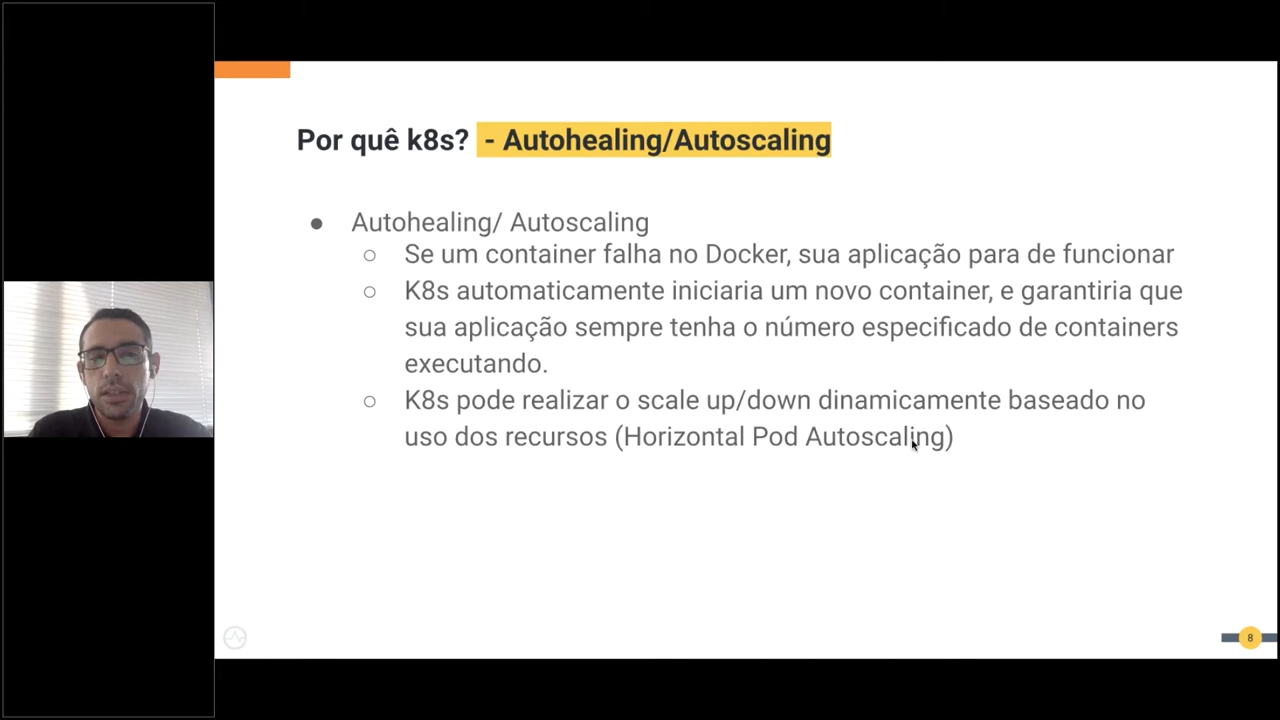 Por quê k8s? - Autohealing/Autoscaling
● Autohealing/ Autoscaling
○ Se um container falha no Docker, sua aplicação para de funcionar
○ K8s automaticamente iniciaria um novo container, e garantiria que
sua aplicação sempre tenha o número especificado de containers
executando.
○ K8s pode realizar o scale up/down dinamicamente baseado no
uso dos recursos (Horizontal Pod Autoscaling)
8